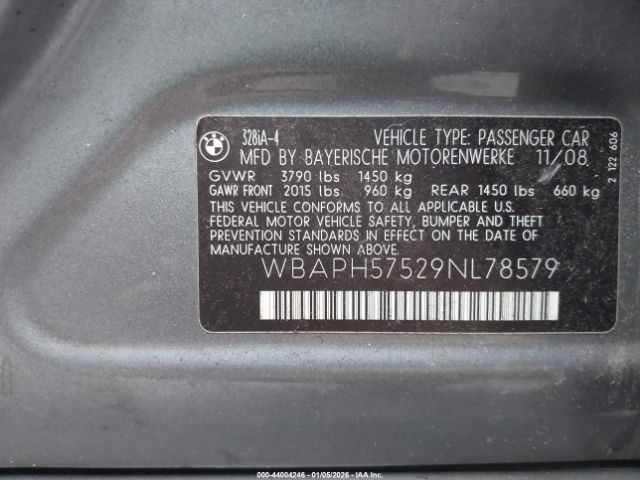 328iA-4 VEHICLE TYPE: PASSENGER CAR
MFD BY BAYERISCHE MOTORENWERKE 11/08
GVWR 3790 lbs 1450 kg
GAWR FRONT 2015 lbs. 960 kg REAR 1450 lbs 660 kg
THIS VEHICLE CONFORMS TO ALL APPLICABLE U.S.
FEDERAL MOTOR VEHICLE SAFETY, BUMPER AND THEFT
PREVENTION STANDARDS IN EFFECT ON THE DATE OF
MANUFACTURE SHOWN ABOVE.
WBAPH57529NL78579
2 122 606
000-44004246 - 01/05/2026 - IAA Inc.